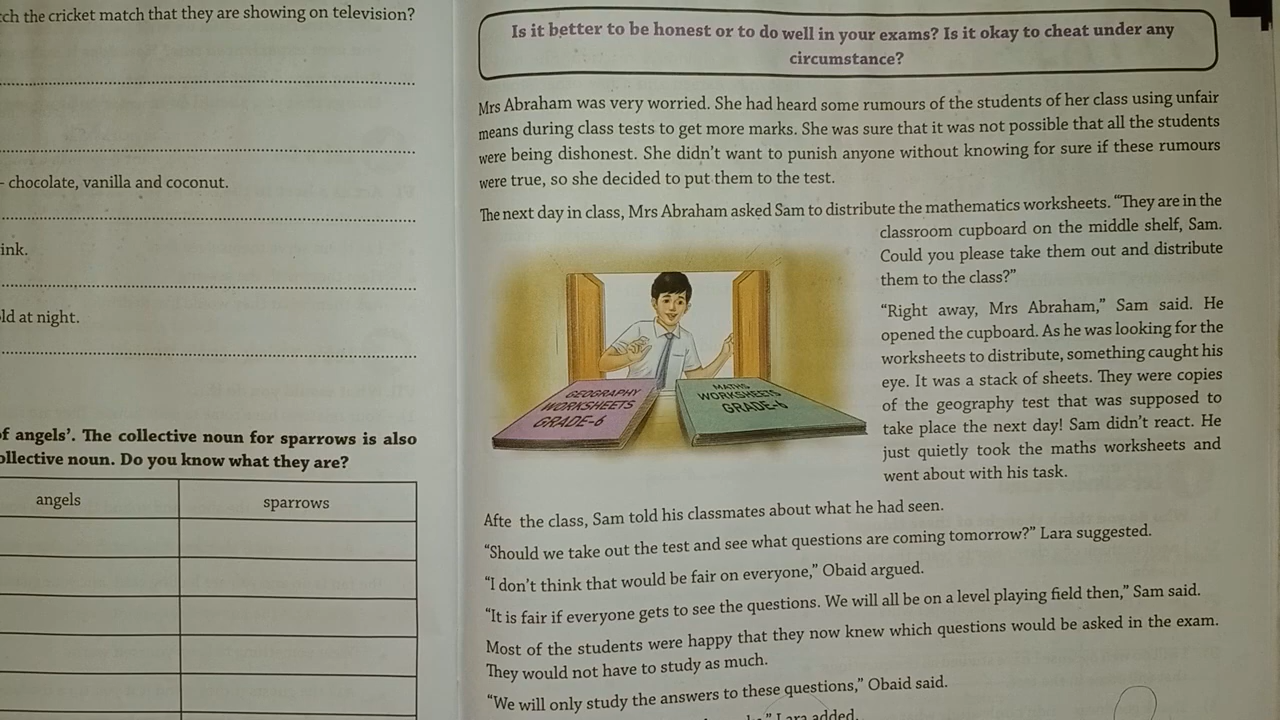 ch the cricket match that they are showing on television?
- chocolate, vanilla and coconut.
ink.
ld at night.
f angels’. The collective noun for sparrows is also
ollective noun. Do you know what they are?
angels sparrows
Is it better to be honest or to do well in your exams? Is it okay to cheat under any
circumstance?
Mrs Abraham was very worried. She had heard some rumours of the students of her class using unfair
means during class tests to get more marks. She was sure that it was not possible that all the students
were being dishonest. She didn’t want to punish anyone without knowing for sure if these rumours
were true, so she decided to put them to the test.
The next day in class, Mrs Abraham asked Sam to distribute the mathematics worksheets. “They are in the
classroom cupboard on the middle shelf, Sam.
Could you please take them out and distribute
them to the class?”
“Right away, Mrs Abraham,” Sam said. He
opened the cupboard. As he was looking for the
worksheets to distribute, something caught his
eye. It was a stack of sheets. They were copies
of the geography test that was supposed to
take place the next day! Sam didn’t react. He
just quietly took the maths worksheets and
went about with his task.
GEOGRAPHY
WORKSHEETS
GRADE-6
MATHS
WORKSHEETS
GRADE-6
Afte the class, Sam told his classmates about what he had seen.
“Should we take out the test and see what questions are coming tomorrow?” Lara suggested.
“I don’t think that would be fair on everyone,” Obaid argued.
“It is fair if everyone gets to see the questions. We will all be on a level playing field then,” Sam said.
Most of the students were happy that they now knew which questions would be asked in the exam.
They would not have to study as much.
“We will only study the answers to these questions,” Obaid said.
” Lara added.